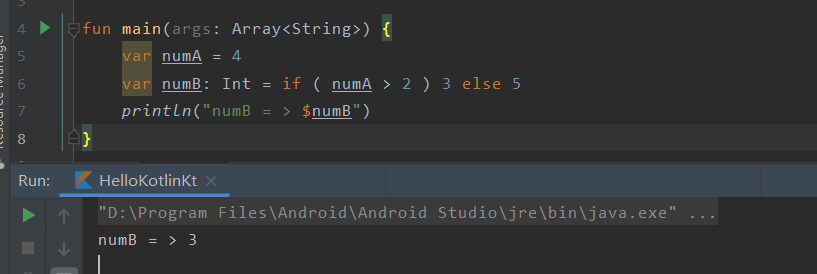 4 fun main(args: Array<String>) {
5 var numA = 4
6 var numB: Int = if ( numA > 2 ) 3 else 5
7 println("numB = > $numB")
8 }
Run: HelloKotlinKt ×
"D:\Program Files\Android\Android Studio\jre\bin\java.exe" ...
numB = > 3